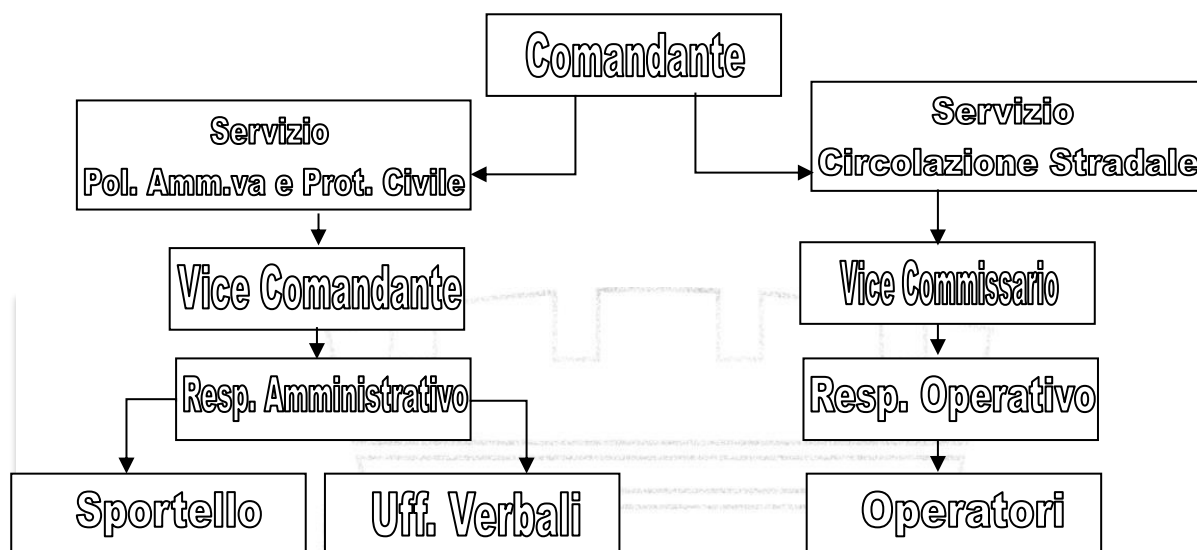 Comandante
Servizio
Pol. Amm.va e Prot. Civile
Servizio
Circolazione Stradale
Vice Comandante
Vice Commissario
Resp. Amministrativo
Resp. Operativo
Sportello
Uff. Verbali
Operatori